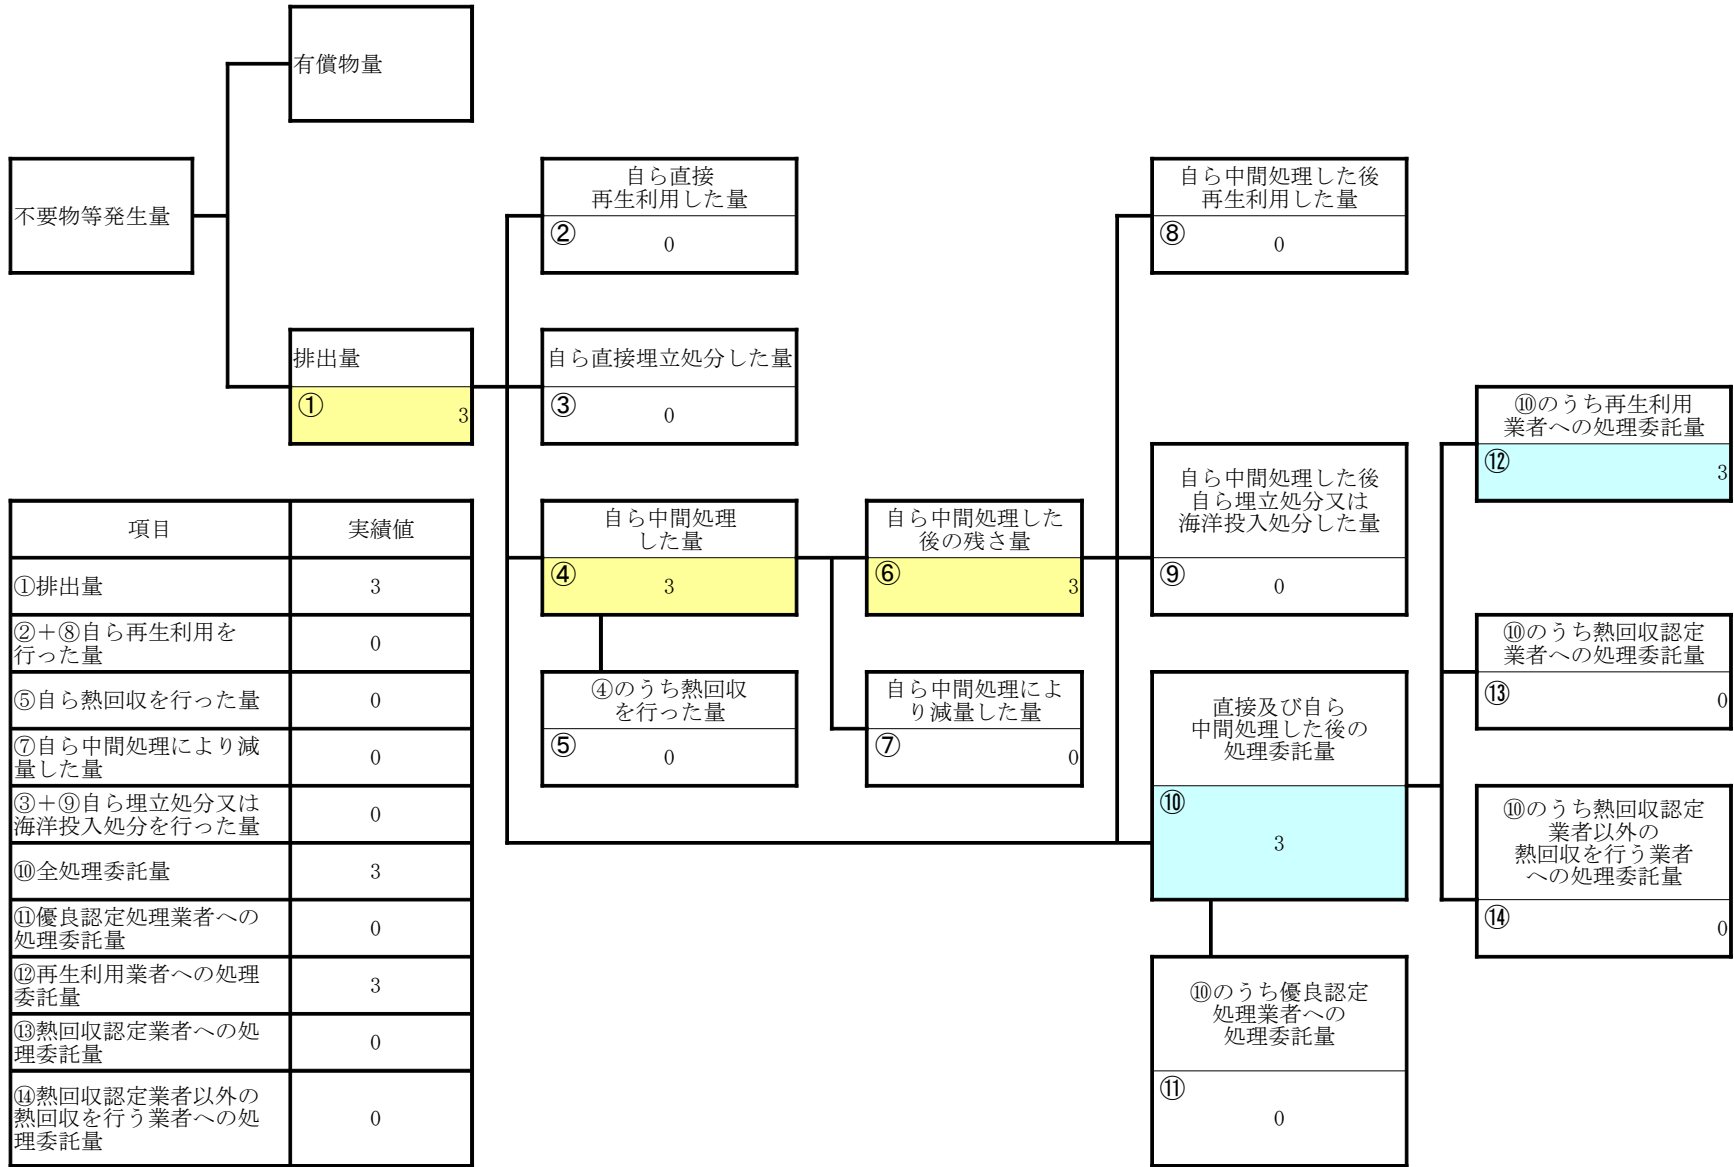 有償物量
不要物等発生量
自ら直接
再生利用した量
②
0
自ら中間処理した後
再生利用した量
⑧
0
排出量
①
3
自ら直接埋立処分した量
③
0
⑩のうち再生利用
業者への処理委託量
⑫
3
自ら中間処理
した量
④
3
自ら中間処理した
後の残さ量
⑥
3
自ら中間処理した後
自ら埋立処分又は
海洋投入処分した量
⑨
0
⑩のうち熱回収認定
業者への処理委託量
⑬
0
④のうち熱回収
を行った量
⑤
0
自ら中間処理によ
り減量した量
⑦
0
直接及び自ら
中間処理した後の
処理委託量
⑩
3
⑩のうち熱回収認定
業者以外の
熱回収を行う業者
への処理委託量
⑭
0
⑩のうち優良認定
処理業者への
処理委託量
⑪
0
項目 実績値
①排出量 3
②＋⑧自ら再生利用を
行った量 0
⑤自ら熱回収を行った量 0
⑦自ら中間処理により減
量した量 0
③＋⑨自ら埋立処分又は
海洋投入処分を行った量 0
⑩全処理委託量 3
⑪優良認定処理業者への
処理委託量 0
⑫再生利用業者への処理
委託量 3
⑬熱回収認定業者への処
理委託量 0
⑭熱回収認定業者以外の
熱回収を行う業者への処
理委託量 0